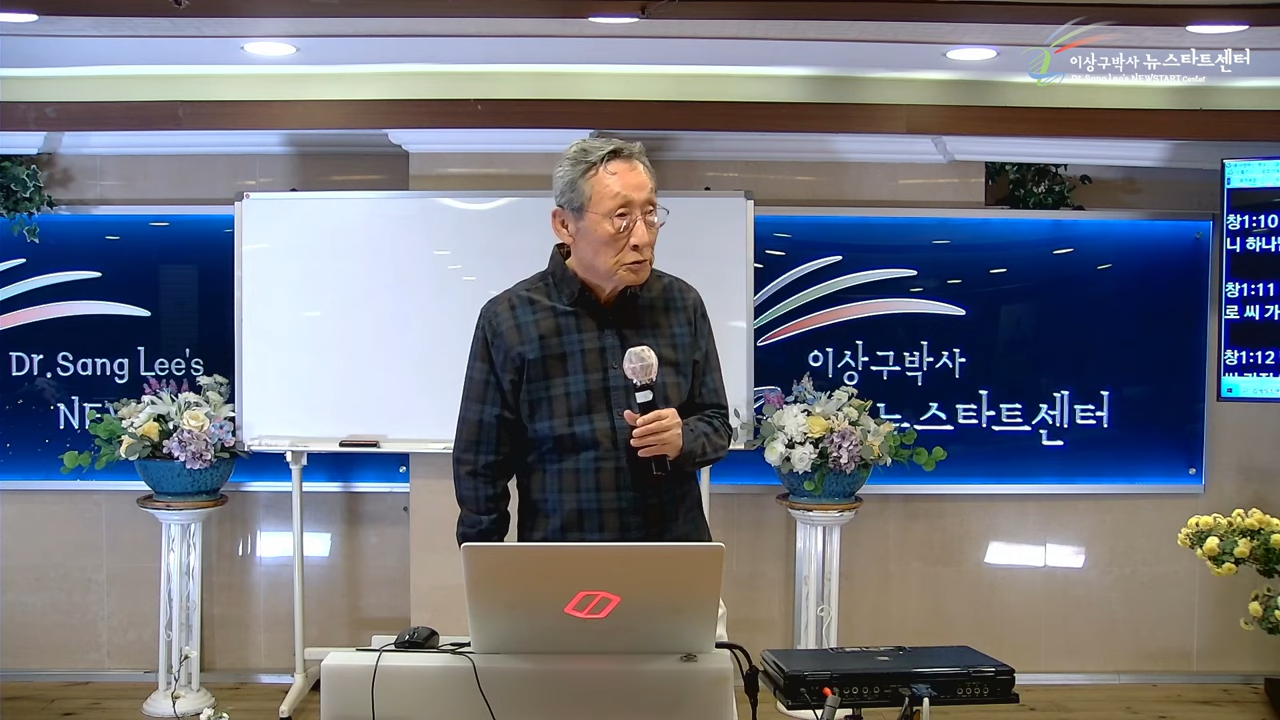 이상구박사 뉴스타트센터
Dr. Sang Lee's NEWSTART Center
창1:10
니 하나
창1:11
로 씨 가
창1:12
Dr.Sang Lee's
이상구박사
뉴스타트센터